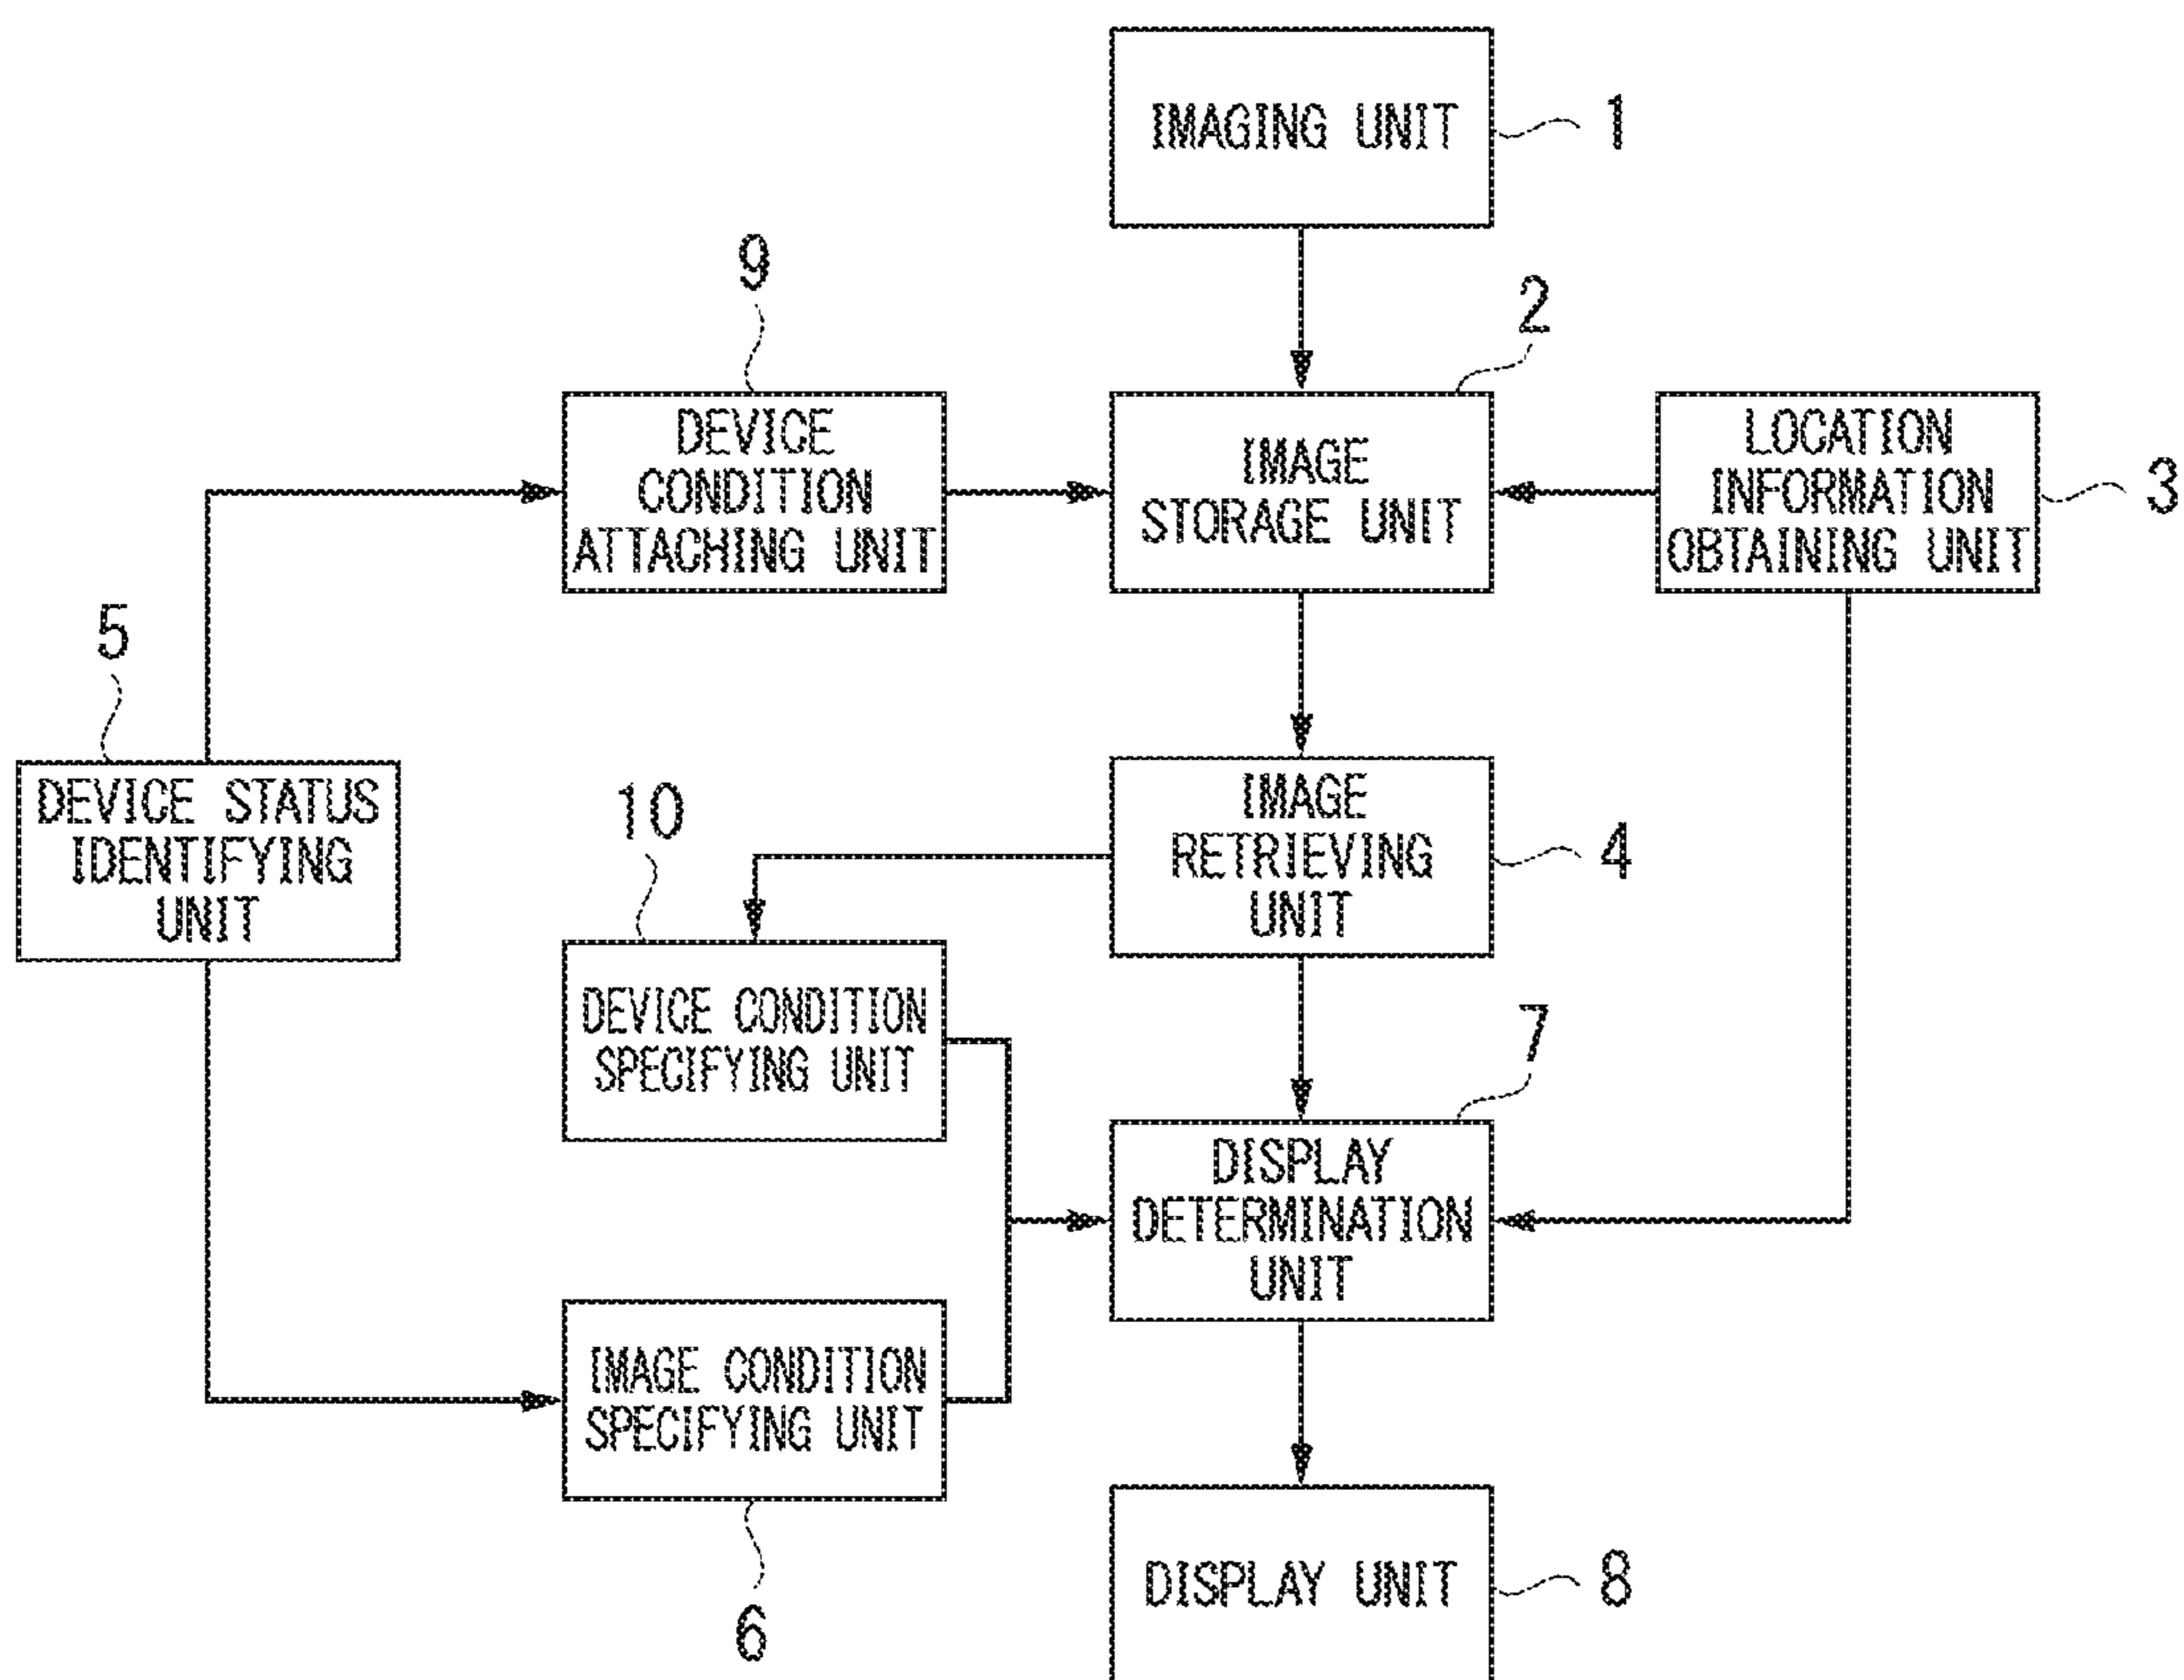 IMAGING UNIT
1
9
2
DEVICE
CONDITION
ATTACHING UNIT
IMAGE
STORAGE UNIT
LOCATION
INFORMATION
OBTAINING UNIT
3
5
DEVICE STATUS
IDENTIFYING
UNIT
10
IMAGE
RETRIEVING
UNIT
4
DEVICE CONDITION
SPECIFYING UNIT
7
DISPLAY
DETERMINATION
UNIT
IMAGE CONDITION
SPECIFYING UNIT
6
DISPLAY UNIT
8